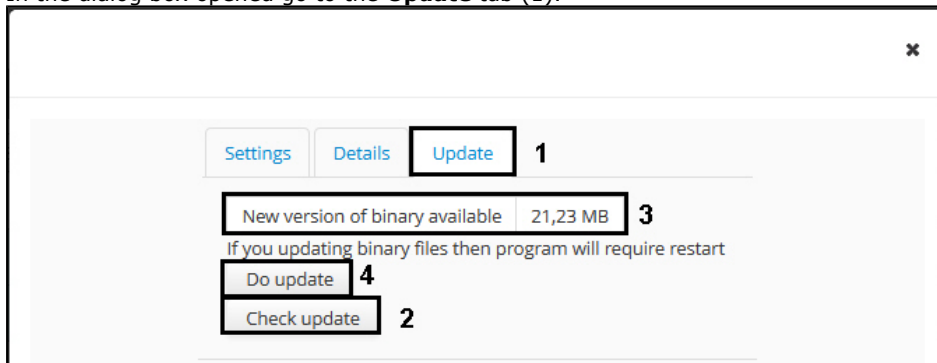 In the dialog box opened go to the Update tab (1).
×
Settings Details Update 1
New version of binary available 21,23 MB 3
If you updating binary files then program will require restart
Do update 4
Check update 2